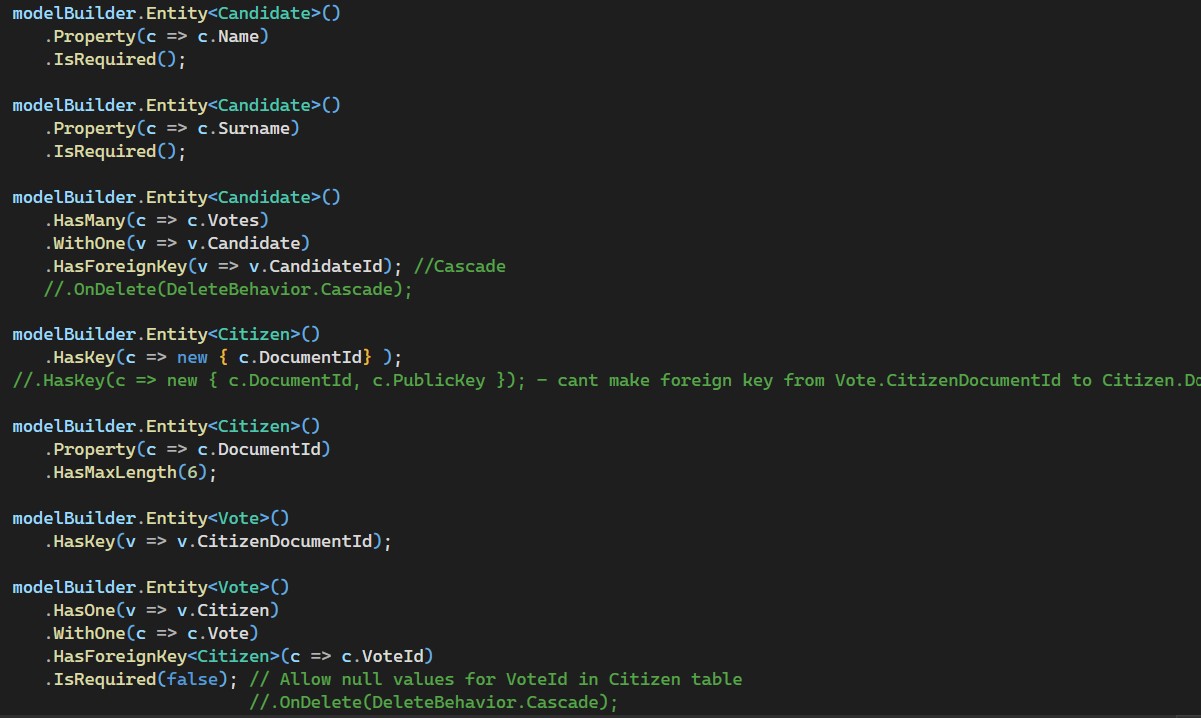 modelBuilder.Entity<Candidate>()
.Property(c => c.Name)
.IsRequired();
modelBuilder.Entity<Candidate>()
.Property(c => c.Surname)
.IsRequired();
modelBuilder.Entity<Candidate>()
.HasMany(c => c.Votes)
.WithOne(v => v.Candidate)
.HasForeignKey(v => v.CandidateId); //Cascade
//.OnDelete(DeleteBehavior.Cascade);
modelBuilder.Entity<Citizen>()
.HasKey(c => new { c.DocumentId} );
//.HasKey(c => new { c.DocumentId, c.PublicKey }); - cant make foreign key from Vote.CitizenDocumentId to Citizen.Do
modelBuilder.Entity<Citizen>()
.Property(c => c.DocumentId)
.HasMaxLength(6);
modelBuilder.Entity<Vote>()
.HasKey(v => v.CitizenDocumentId);
modelBuilder.Entity<Vote>()
.HasOne(v => v.Citizen)
.WithOne(c => c.Vote)
.HasForeignKey<Citizen>(c => c.VoteId)
.IsRequired(false); // Allow null values for VoteId in Citizen table
//.OnDelete(DeleteBehavior.Cascade);